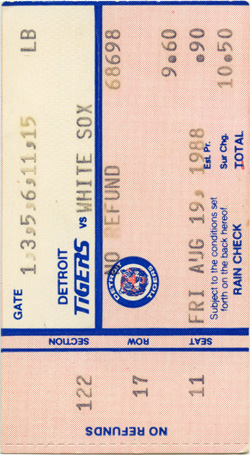 LB
GATE 1,3,5,6,11,15
DETROIT
TIGERS vs WHITE SOX
68698
NO REFUND
DETROIT TIGERS
9.60 Est. Pr.
.90 Sur Chg.
10.50 TOTAL
FRI AUG 19, 1988
Subject to the conditions set
forth on the back hereof.
RAIN CHECK
SECTION ROW SEAT
122 17 11
NO REFUNDS